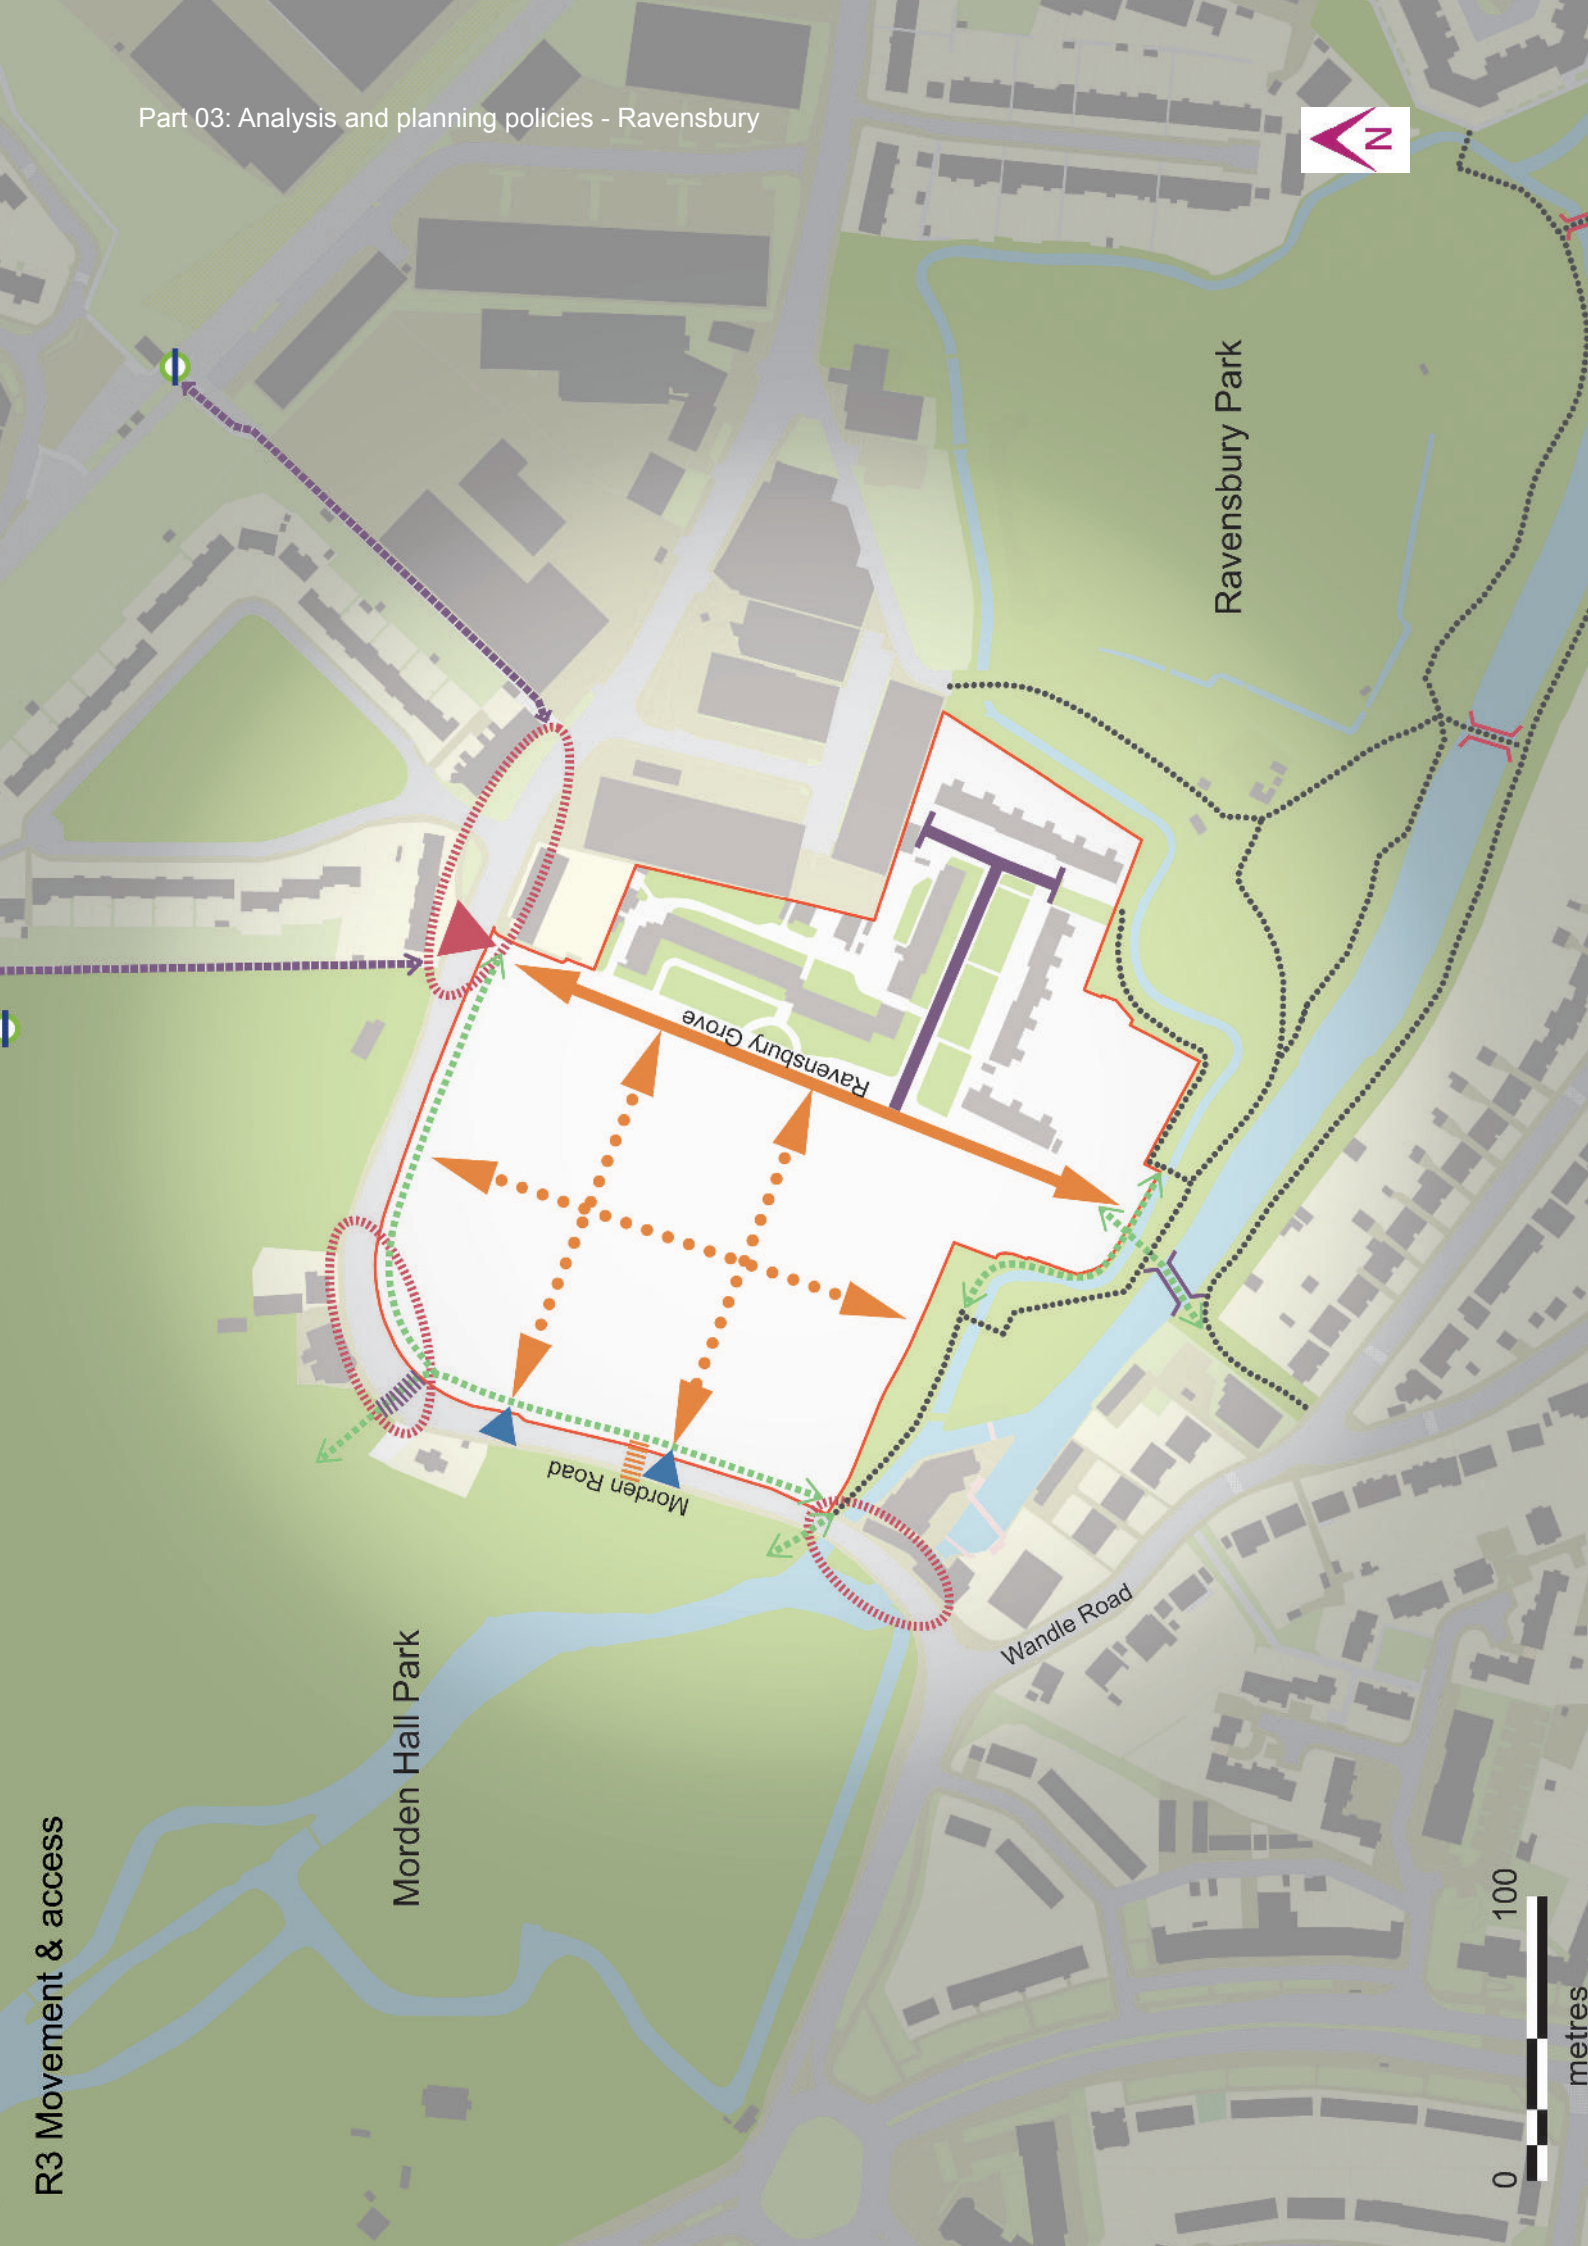 Part 03: Analysis and planning policies - Ravensbury
N
R3 Movement & access
Morden Hall Park
Ravensbury Park
Ravensbury Grove
Morden Road
Wandle Road
0
100
metres